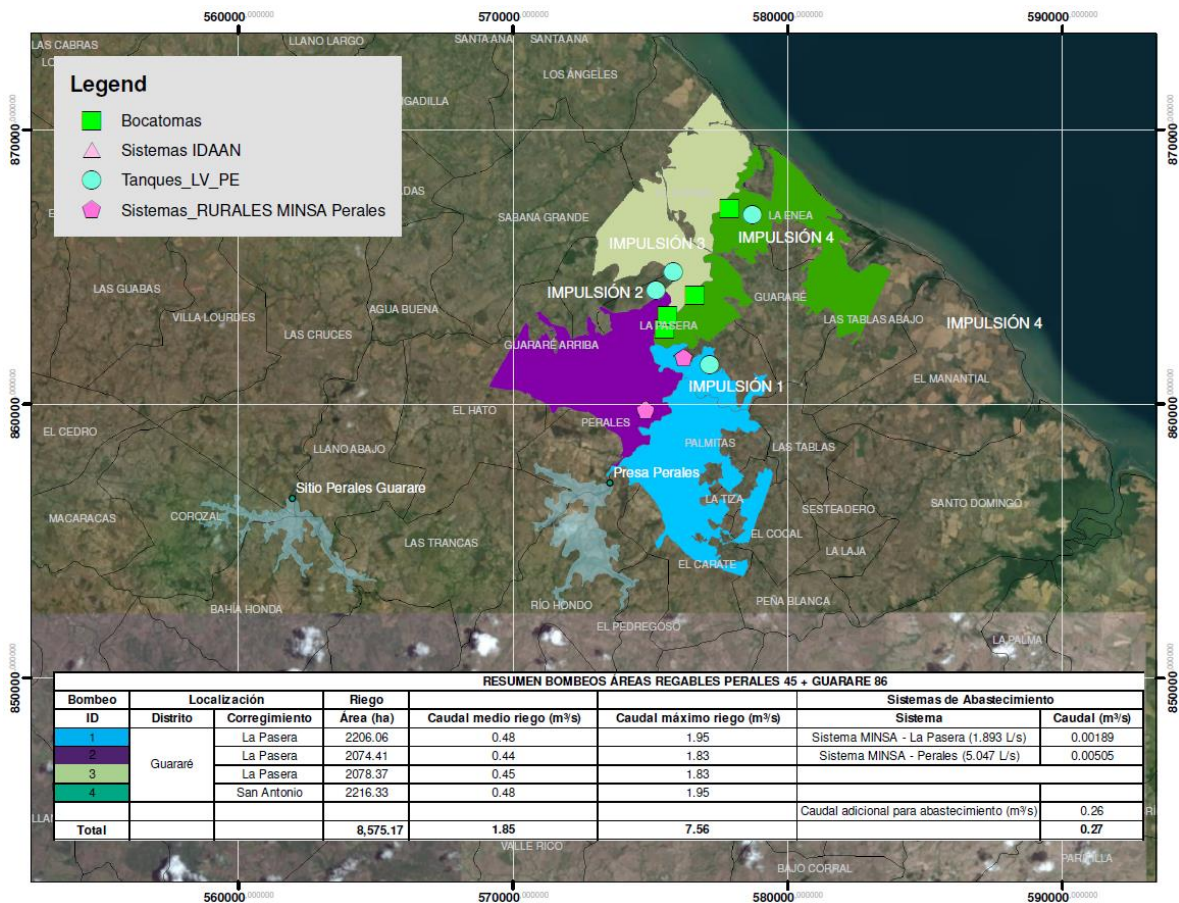 560000.000000 570000.000000 580000.000000 590000.000000
LAS CABRAS LLANO LARGO SANTA ANA SANTA ANA
LOS ÁNGELES
Legend
Bocatomas
Sistemas IDAAN
Tanques_LV_PE
Sistemas_RURALES MINSA Perales
870000.000000 870000.000000
SABANA GRANDE LA ENEA
IMPULSIÓN 3 IMPULSIÓN 4
LAS GUABAS IMPULSIÓN 2 GUARARÉ
VILLA LOURDES AGUA BUENA LAS TABLAS ABAJO IMPULSIÓN 4
LAS CRUCES LA PASERA
GUARARÉ ARRIBA
EL MANANTIAL
IMPULSIÓN 1
860000.000000 860000.000000
EL HATO
EL CEDRO PERALES
LLANO ABAJO PALMITAS LAS TABLAS
Presa Perales
Sitio Perales Guarare
LA TIZA SANTO DOMINGO
MACARACAS COROZAL SESTEADERO
EL COCAL
LAS TRANCAS LA LAJA
EL CARATE
BAHÍA HONDA RÍO HONDO PEÑA BLANCA
EL PEDREGOSO
LA PALMA
850000.000000 850000.000000
RESUMEN BOMBEOS ÁREAS REGABLES PERALES 45 + GUARARE 86
Bombeo Localización Riego Sistemas de Abastecimiento
ID Distrito Corregimiento Área (ha) Caudal medio riego (m³/s) Caudal máximo riego (m³/s) Sistema Caudal (m³/s)
1 Guararé La Pasera 2206.06 0.48 1.95 Sistema MINSA - La Pasera (1.893 L/s) 0.00189
2 La Pasera 2074.41 0.44 1.83 Sistema MINSA - Perales (5.047 L/s) 0.00505
3 La Pasera 2078.37 0.45 1.83
4 San Antonio 2216.33 0.48 1.95
Caudal adicional para abastecimiento (m³/s) 0.26
Total 8,575.17 1.85 7.56 0.27
VALLE RICO
BAJO CORRAL
560000.000000 570000.000000 580000.000000 590000.000000